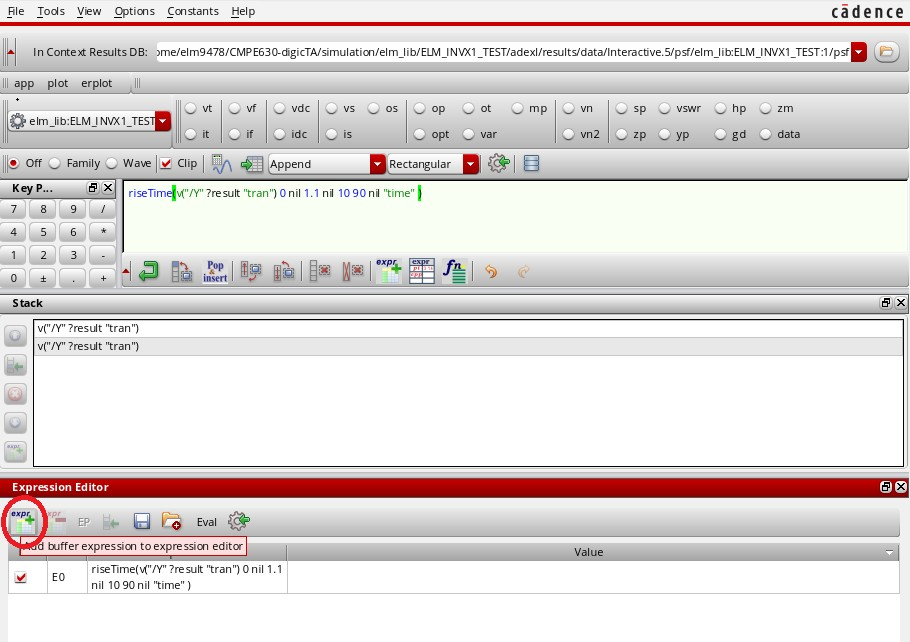 File Tools View Options Constants Help
cādence
In Context Results DB: ome/elm9478/CMPE630-digicTA/simulation/elm_lib/ELM_INVX1_TEST/adexl/results/data/Interactive.5/psf/elm_lib:ELM_INVX1_TEST:1/psf
app plot erplot
elm_lib:ELM_INVX1_TEST
vt vf vdc vs os op ot mp vn sp vswr hp zm
it if idc is opt var vn2 zp yp gd data
Off Family Wave Clip Append Rectangular
Key P...
7 8 9 /
4 5 6 *
1 2 3 -
0 ± . +
riseTime(v("/Y" ?result "tran") 0 nil 1.1 nil 10 90 nil "time" )
Pop & insert
expr
expr
fn
Stack
v("/Y" ?result "tran")
v("/Y" ?result "tran")
Expression Editor
expr expr EP Eval
Add buffer expression to expression editor
Value
E0
riseTime(v("/Y" ?result "tran") 0 nil 1.1
nil 10 90 nil "time" )